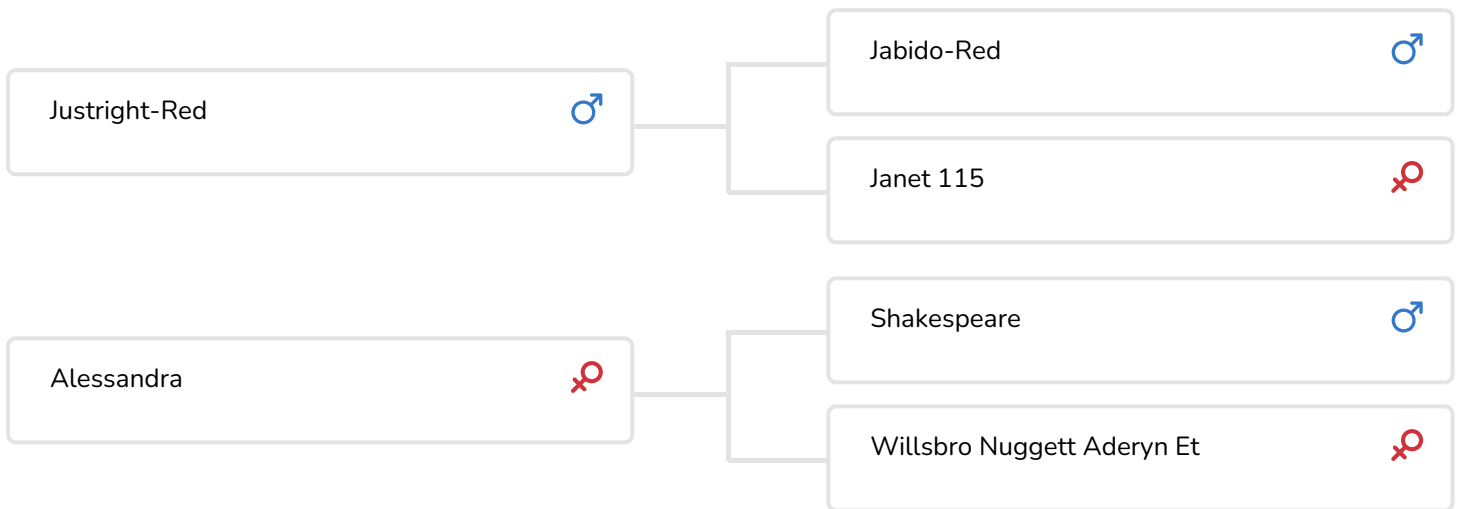 Jabido-Red
Justright-Red
Janet 115
Shakespeare
Alessandra
Willsbro Nuggett Aderyn Et